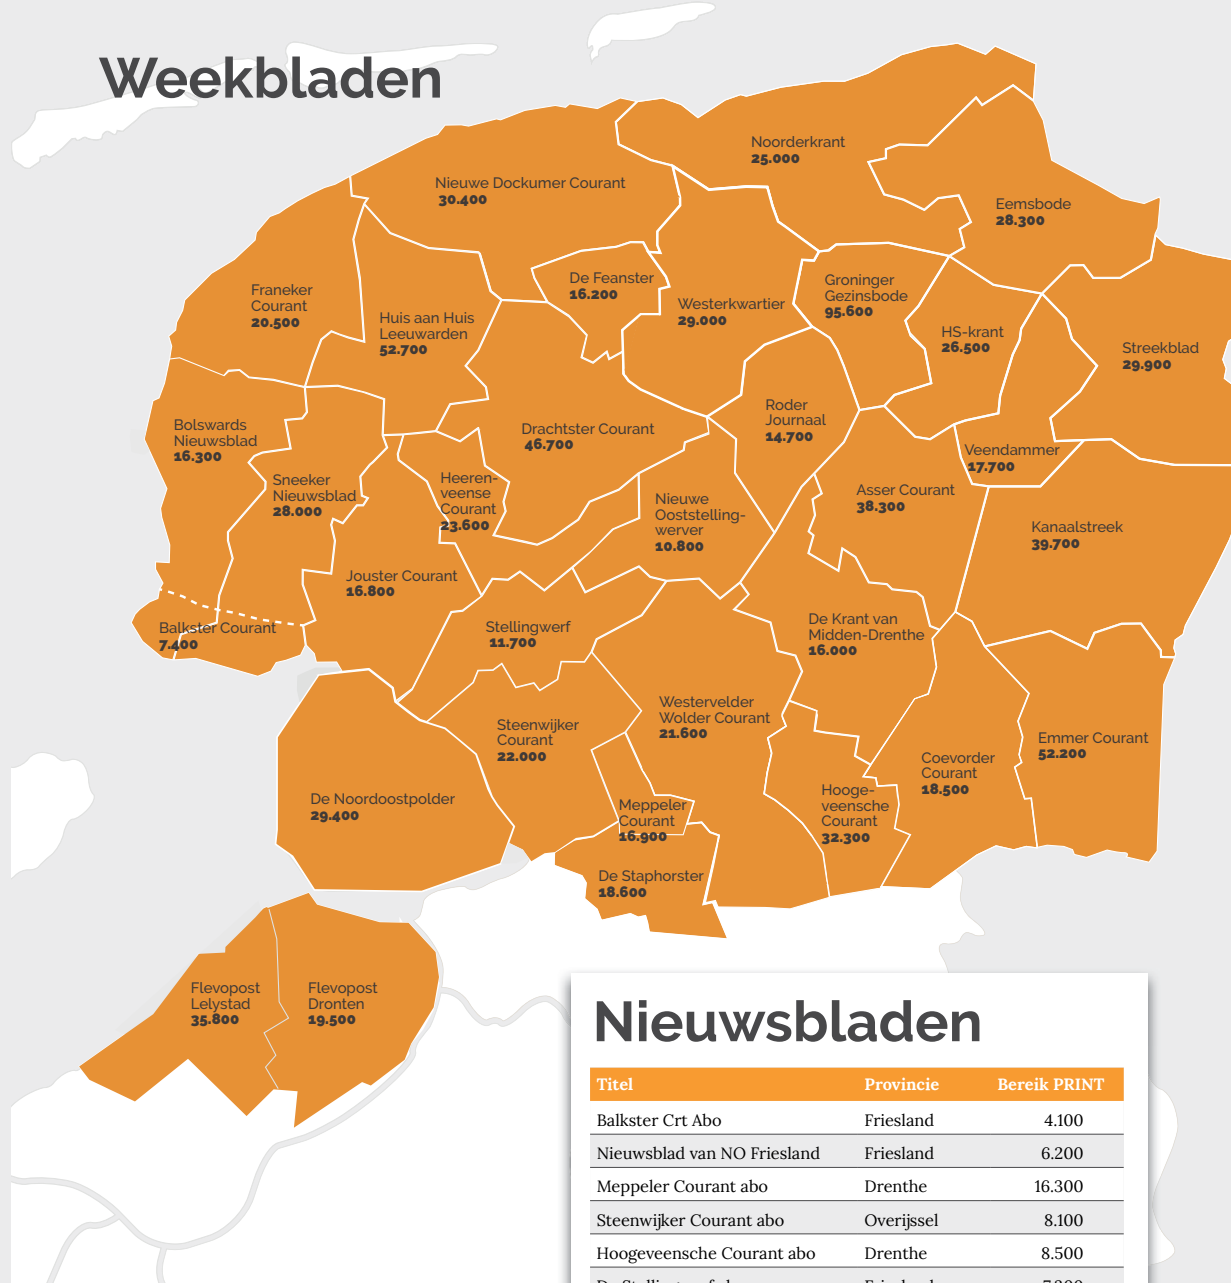 Weekbladen
Noorderkrant
25.000
Nieuwe Dockumer Courant
30.400
Eemsbode
28.300
De Feanster
16.200
Groninger
Gezinsbode
95.600
Franeker
Courant
20.500
Westerkwartier
29.000
Huis aan Huis
Leeuwarden
52.700
HS-krant
26.500
Streekblad
29.900
Roder
Journaal
14.700
Bolswards
Nieuwsblad
16.300
Drachtster Courant
46.700
Veendammer
17.700
Sneeker
Nieuwsblad
28.000
Heeren-
veense
Courant
23.600
Asser Courant
38.300
Nieuwe
Ooststelling-
werver
10.800
Kanaalstreek
39.700
Jouster Courant
16.800
De Krant van
Midden-Drenthe
16.000
Balkster Courant
7.400
Stellingwerf
11.700
Westervelder
Wolder Courant
21.600
Steenwijker
Courant
22.000
Emmer Courant
52.200
Coevorder
Courant
18.500
De Noordoostpolder
29.400
Hooge-
veensche
Courant
32.300
Meppeler
Courant
16.900
De Staphorster
18.600
Flevopost
Lelystad
35.800
Flevopost
Dronten
19.500
Nieuwsbladen
Titel Provincie Bereik PRINT
Balkster Crt Abo Friesland 4.100
Nieuwsblad van NO Friesland Friesland 6.200
Meppeler Courant abo Drenthe 16.300
Steenwijker Courant abo Overijssel 8.100
Hoogeveensche Courant abo Drenthe 8.500